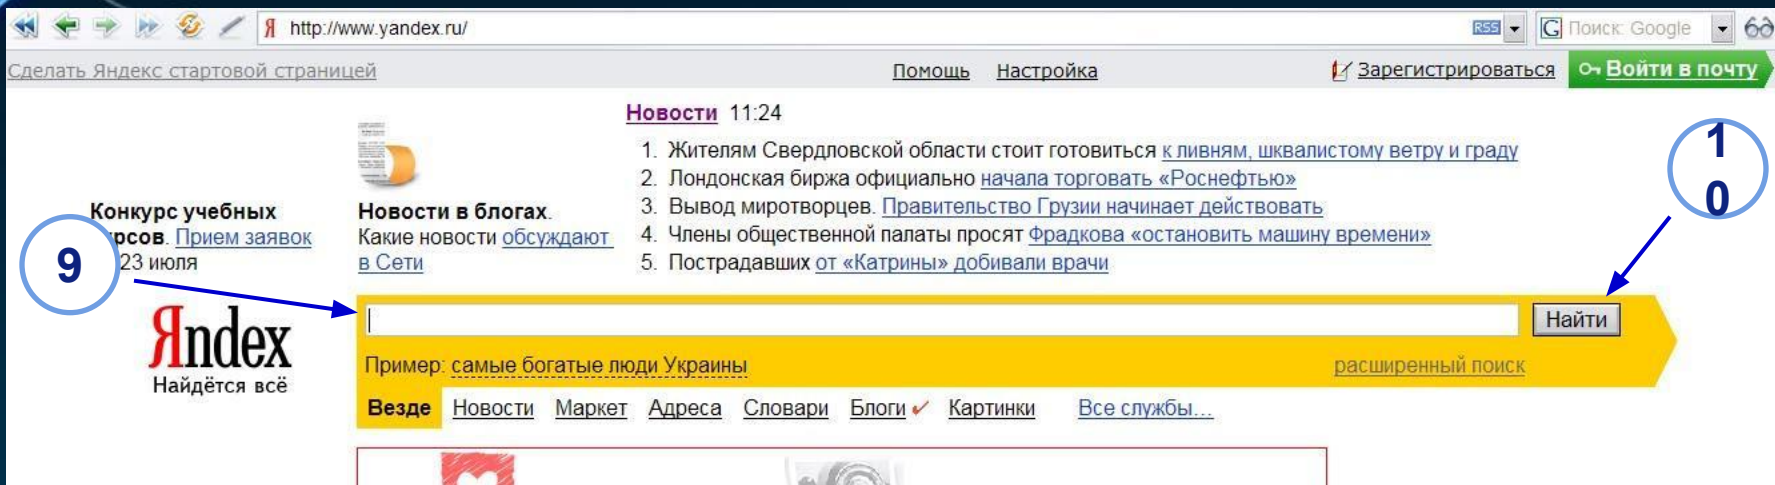 http://www.yandex.ru/
RSS
G Поиск: Google
Сделать Яндекс стартовой страницей
Помощь Настройка
Зарегистрироваться
Войти в почту
Новости 11:24
1. Жителям Свердловской области стоит готовиться к ливням, шквалистому ветру и граду
2. Лондонская биржа официально начала торговать «Роснефтью»
3. Вывод миротворцев. Правительство Грузии начинает действовать
4. Члены общественной палаты просят Фрадкова «остановить машину времени»
5. Пострадавших от «Катрины» добивали врачи
Конкурс учебных
рсов. Прием заявок
23 июля
Новости в блогах.
Какие новости обсуждают
в Сети
9
1
0
Яndex
Найдётся всё
Найти
Пример: самые богатые люди Украины
расширенный поиск
Везде Новости Маркет Адреса Словари Блоги Картинки Все службы...